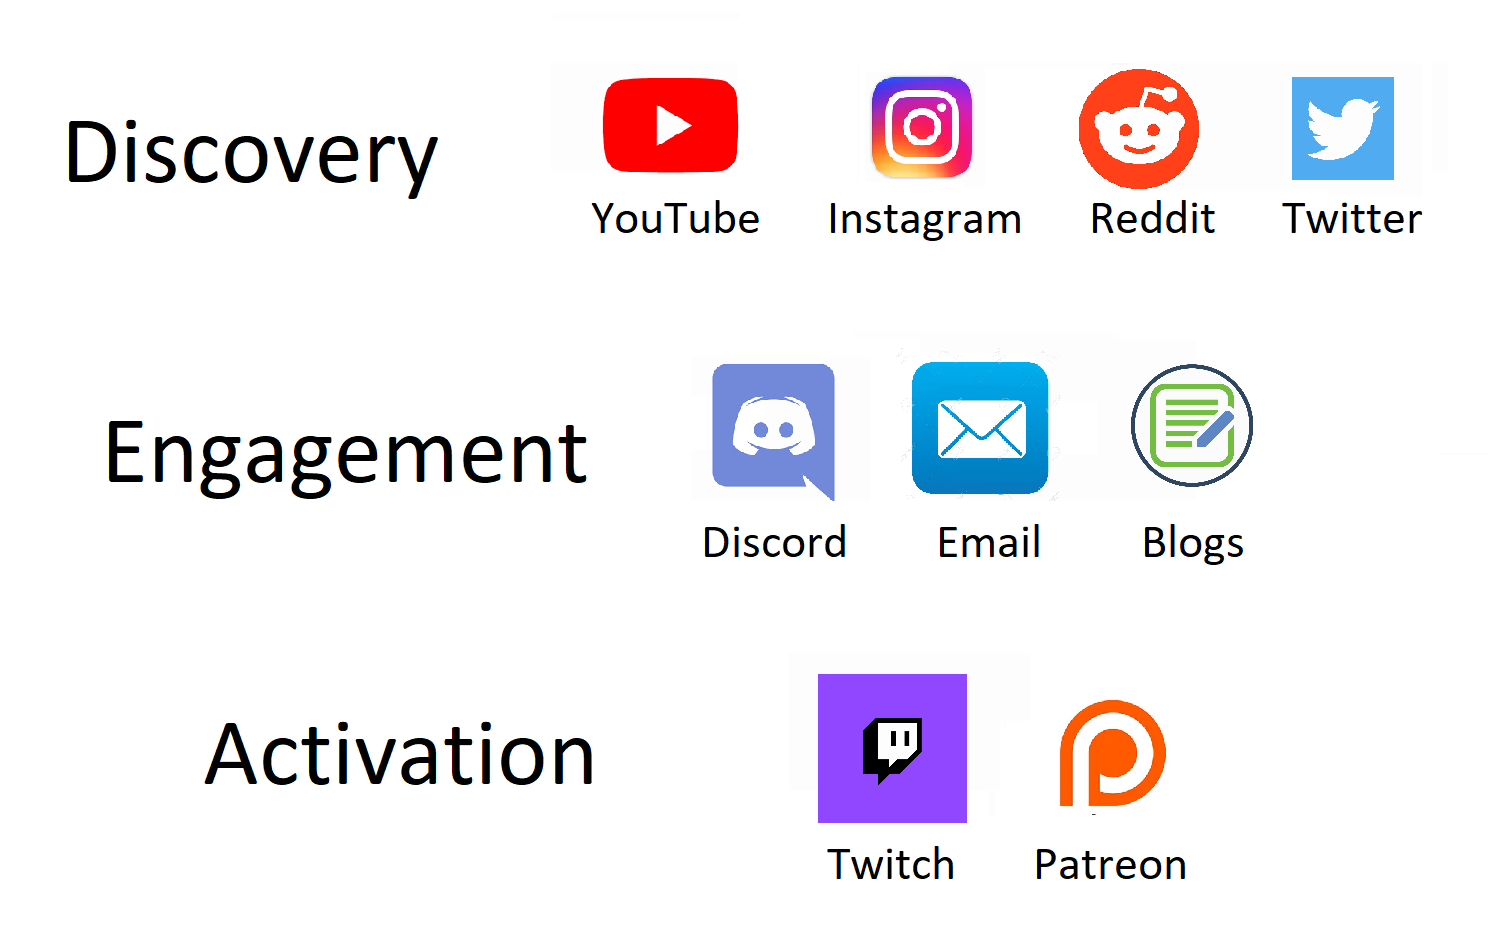 Discovery
YouTube Instagram Reddit Twitter
Engagement
Discord Email Blogs
Activation
Twitch Patreon